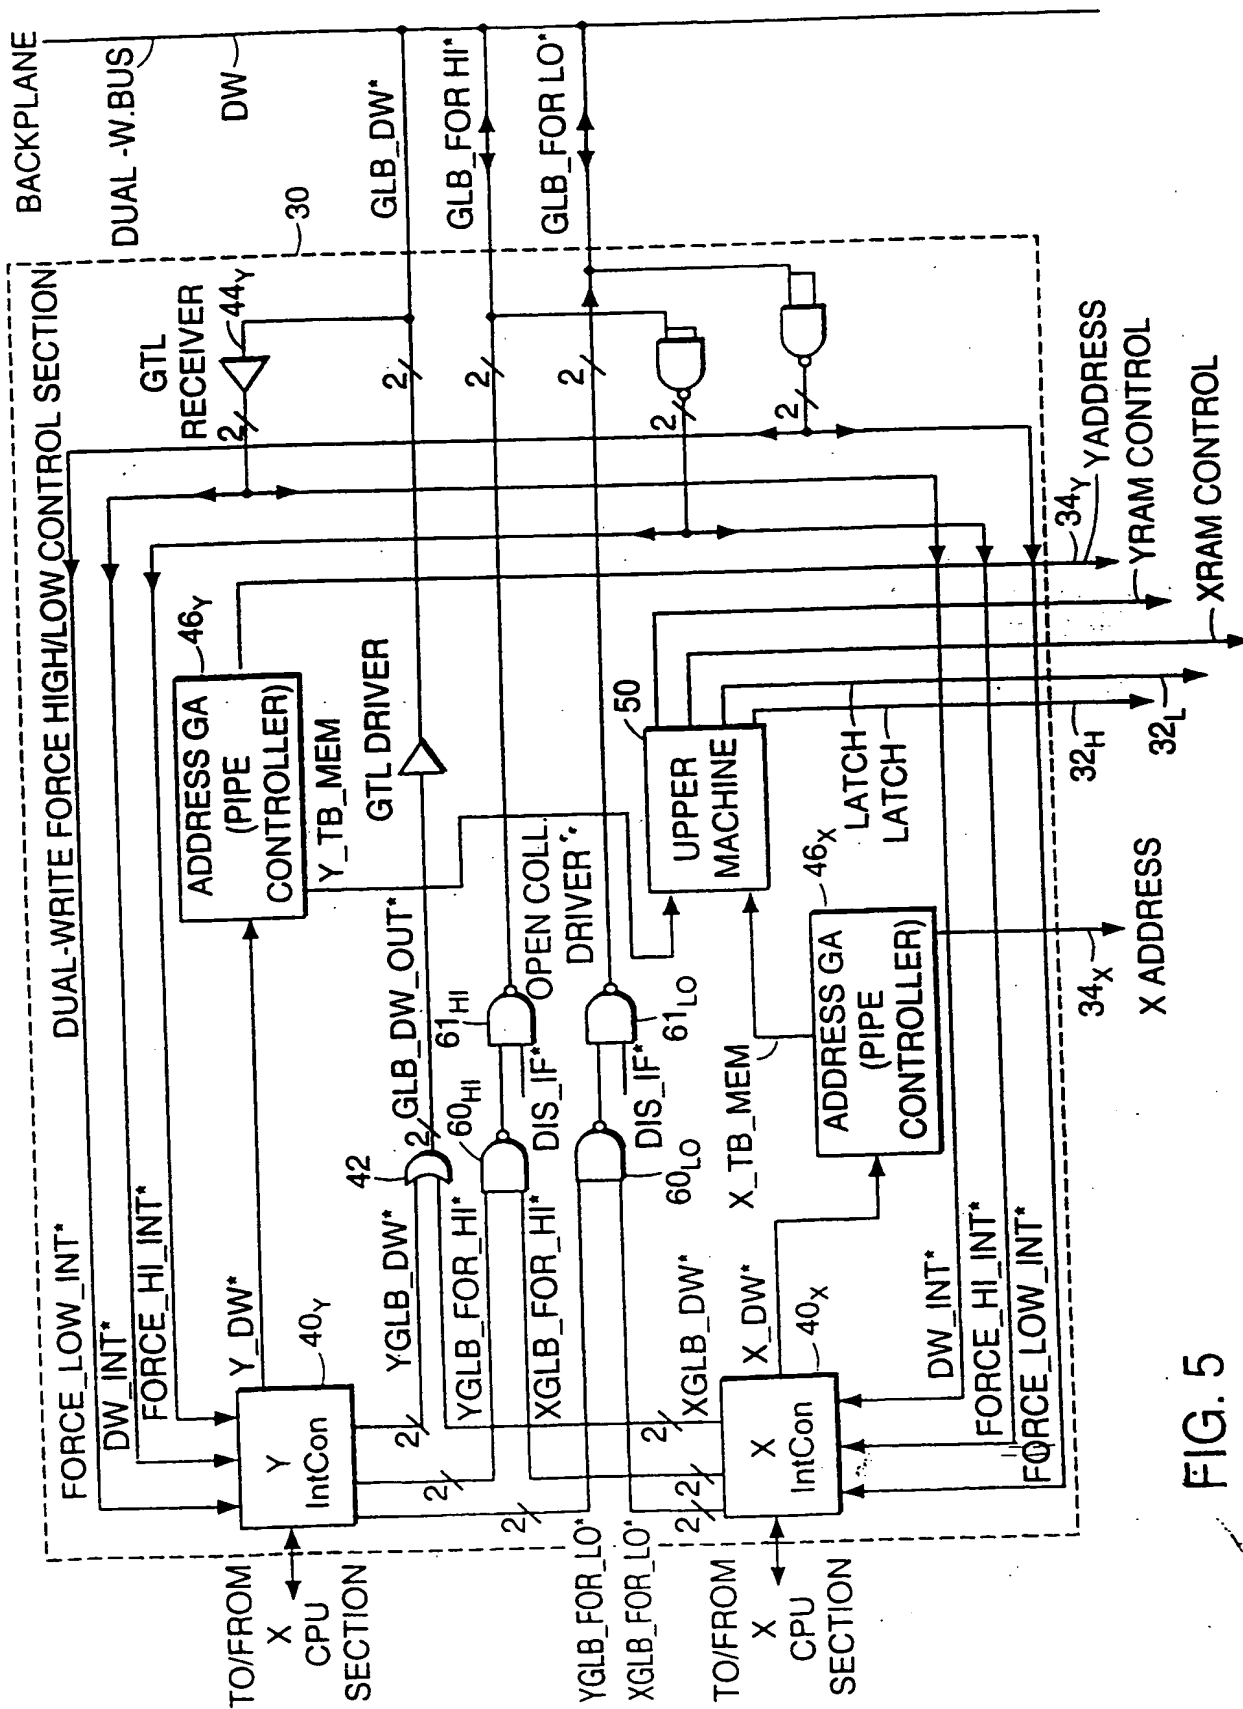 BACKPLANE
DUAL -W.BUS
DW
GLB_DW*
GLB_FOR HI*
GLB_FOR LO*
30
DUAL-WRITE FORCE HIGH/LOW CONTROL SECTION
GTL
RECEIVER
44Y
2
2
2
2
2
2
FORCE_LOW_INT*
DW_INT*
FORCE_HI_INT*
Y_DW*
ADDRESS GA
(PIPE
CONTROLLER)
46Y
Y_TB_MEM
GTL DRIVER
42
2
GLB_DW_OUT*
60HI
61HI
DIS_IF*
OPEN COLL.
DRIVER
DIS_IF*
61LO
60LO
Y
IntCon
40Y
TO/FROM
X
CPU
SECTION
2
2
2
YGLB_DW*
YGLB_FOR_HI*
XGLB_FOR_HI*
YGLB_FOR_LO*
XGLB_FOR_LO*
2
2
2
XGLB_DW*
X_DW*
X
IntCon
40X
TO/FROM
X
CPU
SECTION
X_TB_MEM
ADDRESS GA
(PIPE
CONTROLLER)
46X
UPPER
MACHINE
50
LATCH
LATCH
DW_INT*
FORCE_HI_INT*
FORCE_LOW_INT*
34X
X ADDRESS
32H
32L
34Y
YADDRESS
YRAM CONTROL
XRAM CONTROL
FIG. 5